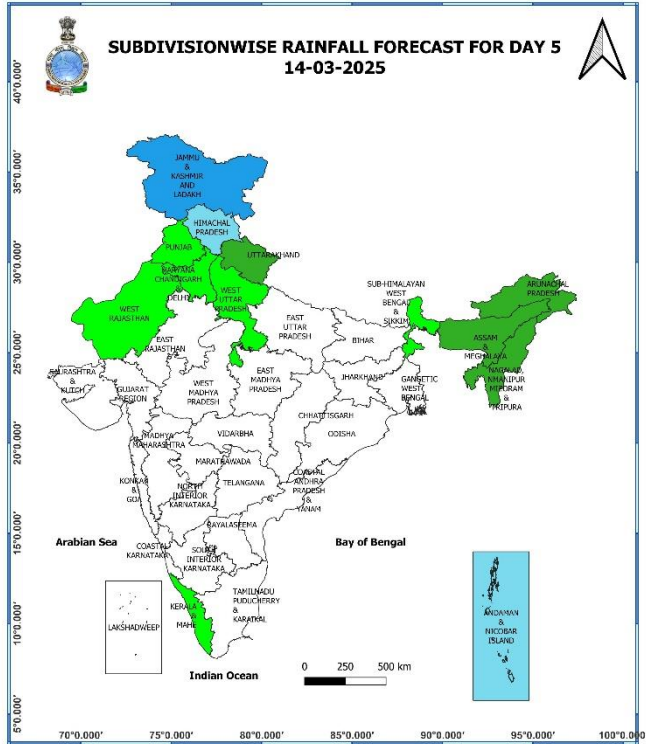 SUBDIVISIONWISE RAINFALL FORECAST FOR DAY 5
14-03-2025
40°0.000'
35°0.000'
30°0.000'
25°0.000'
20°0.000'
15°0.000'
10°0.000'
5°0.000'
JAMMU
&
KASHMIR
AND
LADAKH
HIMACHAL
PRADESH
PUNJAB
UTTARAKHAND
HARYANA
CHANDIGARH
&
DELHI
WEST
UTTAR
PRADESH
WEST
RAJASTHAN
SUB-HIMALAYAN
WEST
BENGAL
&
SIKKIM
ARUNACHAL
PRADESH
EAST
RAJASTHAN
EAST
UTTAR
PRADESH
BIHAR
ASSAM
&
MEGHALAYA
SAURASHTRA
&
KUTCH
GUJARAT
REGION
WEST
MADHYA
PRADESH
EAST
MADHYA
PRADESH
JHARKHAND
GANGETIC
WEST
BENGAL
MIZORAM
&
TRIPURA
CHHATISGARH
ODISHA
VIDARBHA
MADHYA
MAHARASHTRA
MARATHAWADA
TELANGANA
KONKAN
&
GOA
NORTH
INTERIOR
KARNATAKA
COASTAL
ANDHRA
PRADESH
&
YANAM
RAYALASEEMA
Arabian Sea
Bay of Bengal
COASTAL
KARNATAKA
SOUTH
INTERIOR
KARNATAKA
TAMILNADU
PUDUCHERRY
&
KARAIKAL
KERALA
&
MAHE
LAKSHADWEEP
ANDAMAN
&
NICOBAR
ISLAND
Indian Ocean
0 250 500 km
70°0.000' 75°0.000' 80°0.000' 85°0.000' 90°0.000' 95°0.000' 100°0.000'